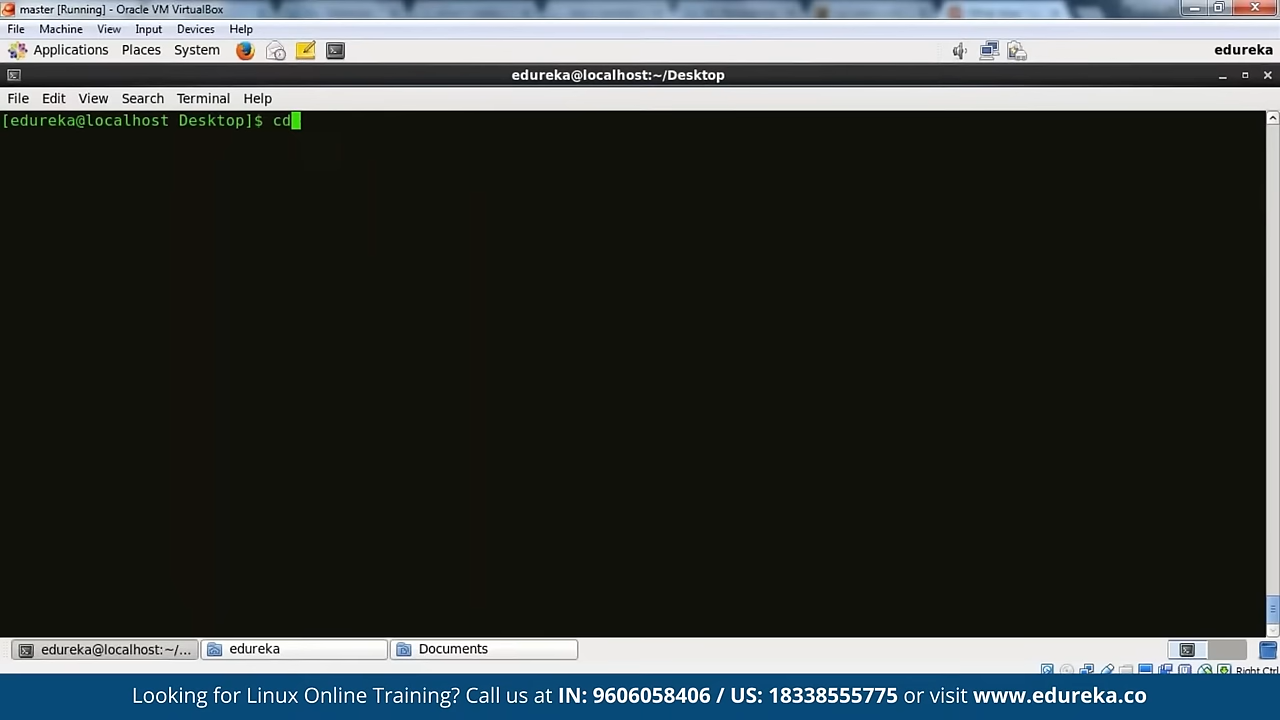 master [Running] - Oracle VM VirtualBox
File Machine View Input Devices Help
Applications Places System edureka
edureka@localhost:~/Desktop
File Edit View Search Terminal Help
[edureka@localhost Desktop]$ cd
edureka@localhost:~/... edureka Documents
Right Ctrl
Looking for Linux Online Training? Call us at IN: 9606058406 / US: 18338555775 or visit www.edureka.co